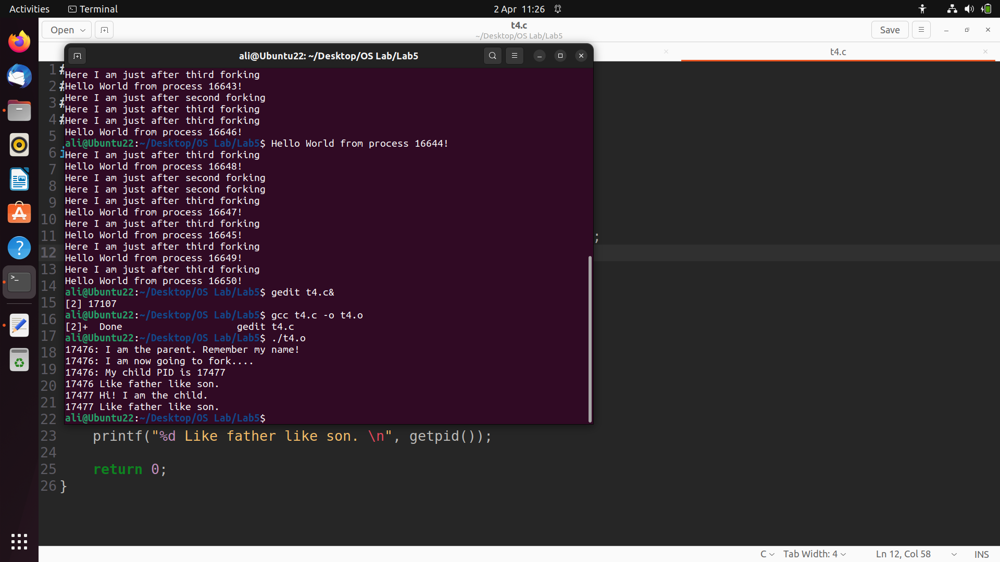 Activities
Terminal
2 Apr 11:26
Open
t4.c
~/Desktop/OS Lab/Lab5
Save
t4.c
ali@Ubuntu22: ~/Desktop/OS Lab/Lab5
Here I am just after third forking
Hello World from process 16643!
Here I am just after second forking
Here I am just after third forking
Here I am just after third forking
Hello World from process 16646!
ali@Ubuntu22:~/Desktop/OS Lab/Lab5$ Hello World from process 16644!
Here I am just after third forking
Hello World from process 16648!
Here I am just after second forking
Here I am just after second forking
Here I am just after third forking
Hello World from process 16647!
Here I am just after third forking
Hello World from process 16645!
Here I am just after third forking
Hello World from process 16649!
Here I am just after third forking
Hello World from process 16650!
ali@Ubuntu22:~/Desktop/OS Lab/Lab5$ gedit t4.c&
[2] 17107
ali@Ubuntu22:~/Desktop/OS Lab/Lab5$ gcc t4.c -o t4.o
[2]+  Done                    gedit t4.c
ali@Ubuntu22:~/Desktop/OS Lab/Lab5$ ./t4.o
17476: I am the parent. Remember my name!
17476: I am now going to fork....
17476: My child PID is 17477
17476 Like father like son.
17477 Hi! I am the child.
17477 Like father like son.
ali@Ubuntu22:~/Desktop/OS Lab/Lab5$
1 #
2 #
3 #
4 #
5
6 i
7
8
9
10
11 ;
12
13
14
15
16
17
18
19
20
21
22
23 printf("%d Like father like son. \n", getpid());
24
25 return 0;
26 }
C
Tab Width: 4
Ln 12, Col 58
INS